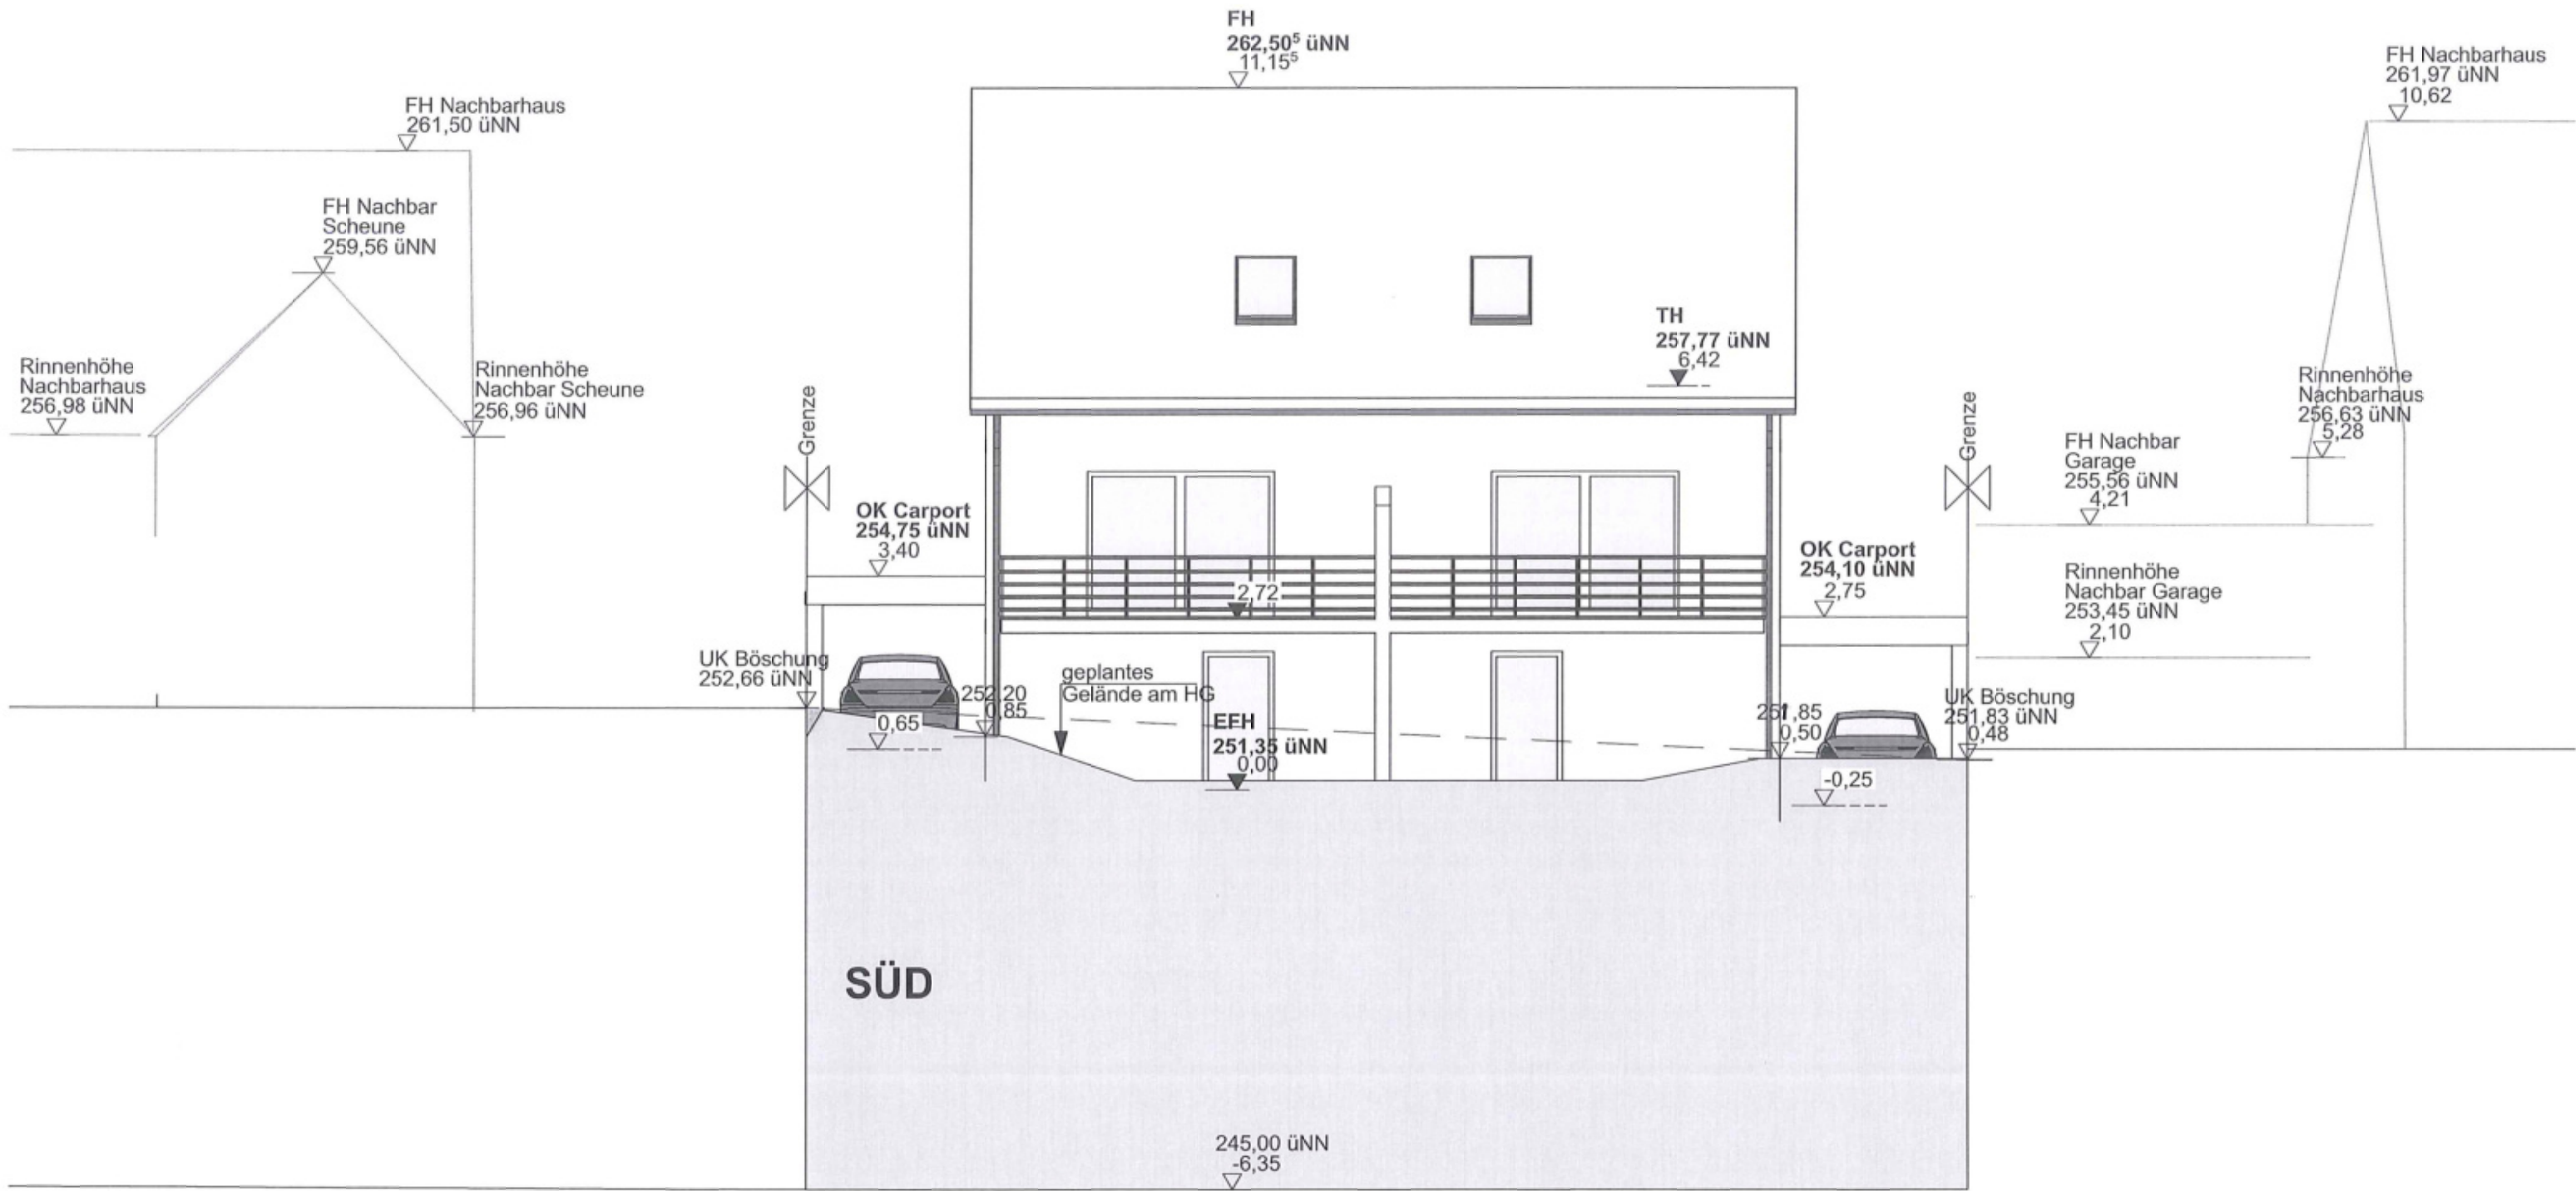 FH
262,50⁵ üNN
11,15⁵
FH Nachbarhaus
261,97 üNN
10,62
FH Nachbarhaus
261,50 üNN
FH Nachbar
Scheune
259,56 üNN
TH
257,77 üNN
6,42
Rinnenhöhe
Nachbarhaus
256,98 üNN
Rinnenhöhe
Nachbar Scheune
256,96 üNN
Grenze
Grenze
Rinnenhöhe
Nachbarhaus
256,63 üNN
5,28
FH Nachbar
Garage
255,56 üNN
4,21
OK Carport
254,75 üNN
3,40
OK Carport
254,10 üNN
2,75
2,72
Rinnenhöhe
Nachbar Garage
253,45 üNN
2,10
UK Böschung
252,66 üNN
252,20
0,85
0,65
geplantes
Gelände am HG
EFH
251,35 üNN
0,00
251,85
0,50
UK Böschung
251,83 üNN
0,48
-0,25
SÜD
245,00 üNN
-6,35